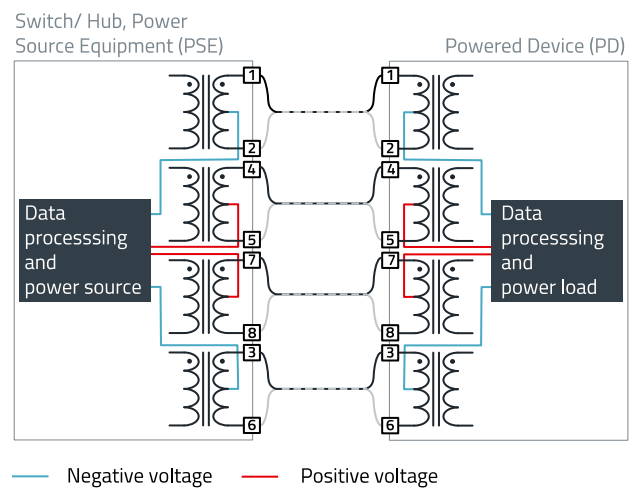 Switch/ Hub, Power
Source Equipment (PSE)
Powered Device (PD)
1
1
2
2
4
4
Data
processsing
and
power source
Data
processsing
and
power load
5
5
7
7
8
8
3
3
6
6
Negative voltage
Positive voltage